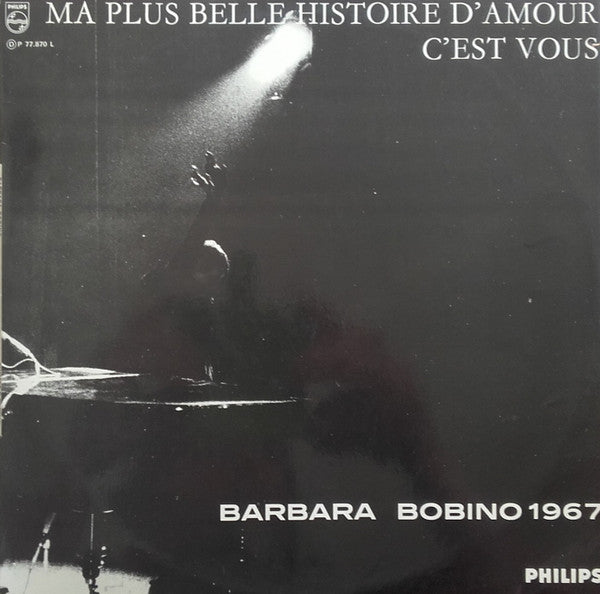 PHILIPS
Ⓓ P 77.870 L
MA PLUS BELLE HISTOIRE D'AMOUR
C'EST VOUS
BARBARA BOBINO 1967
PHILIPS